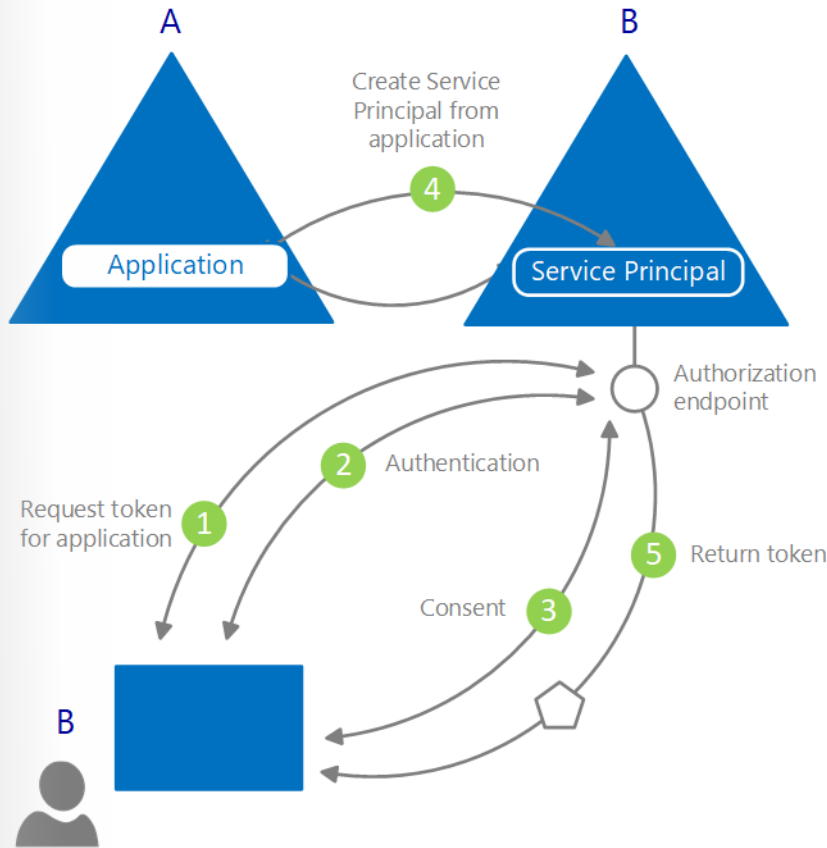 A
B
Create Service
Principal from
application
4
Application
Service Principal
Authorization
endpoint
2
Authentication
Request token
for application
1
5
Return token
Consent
3
B